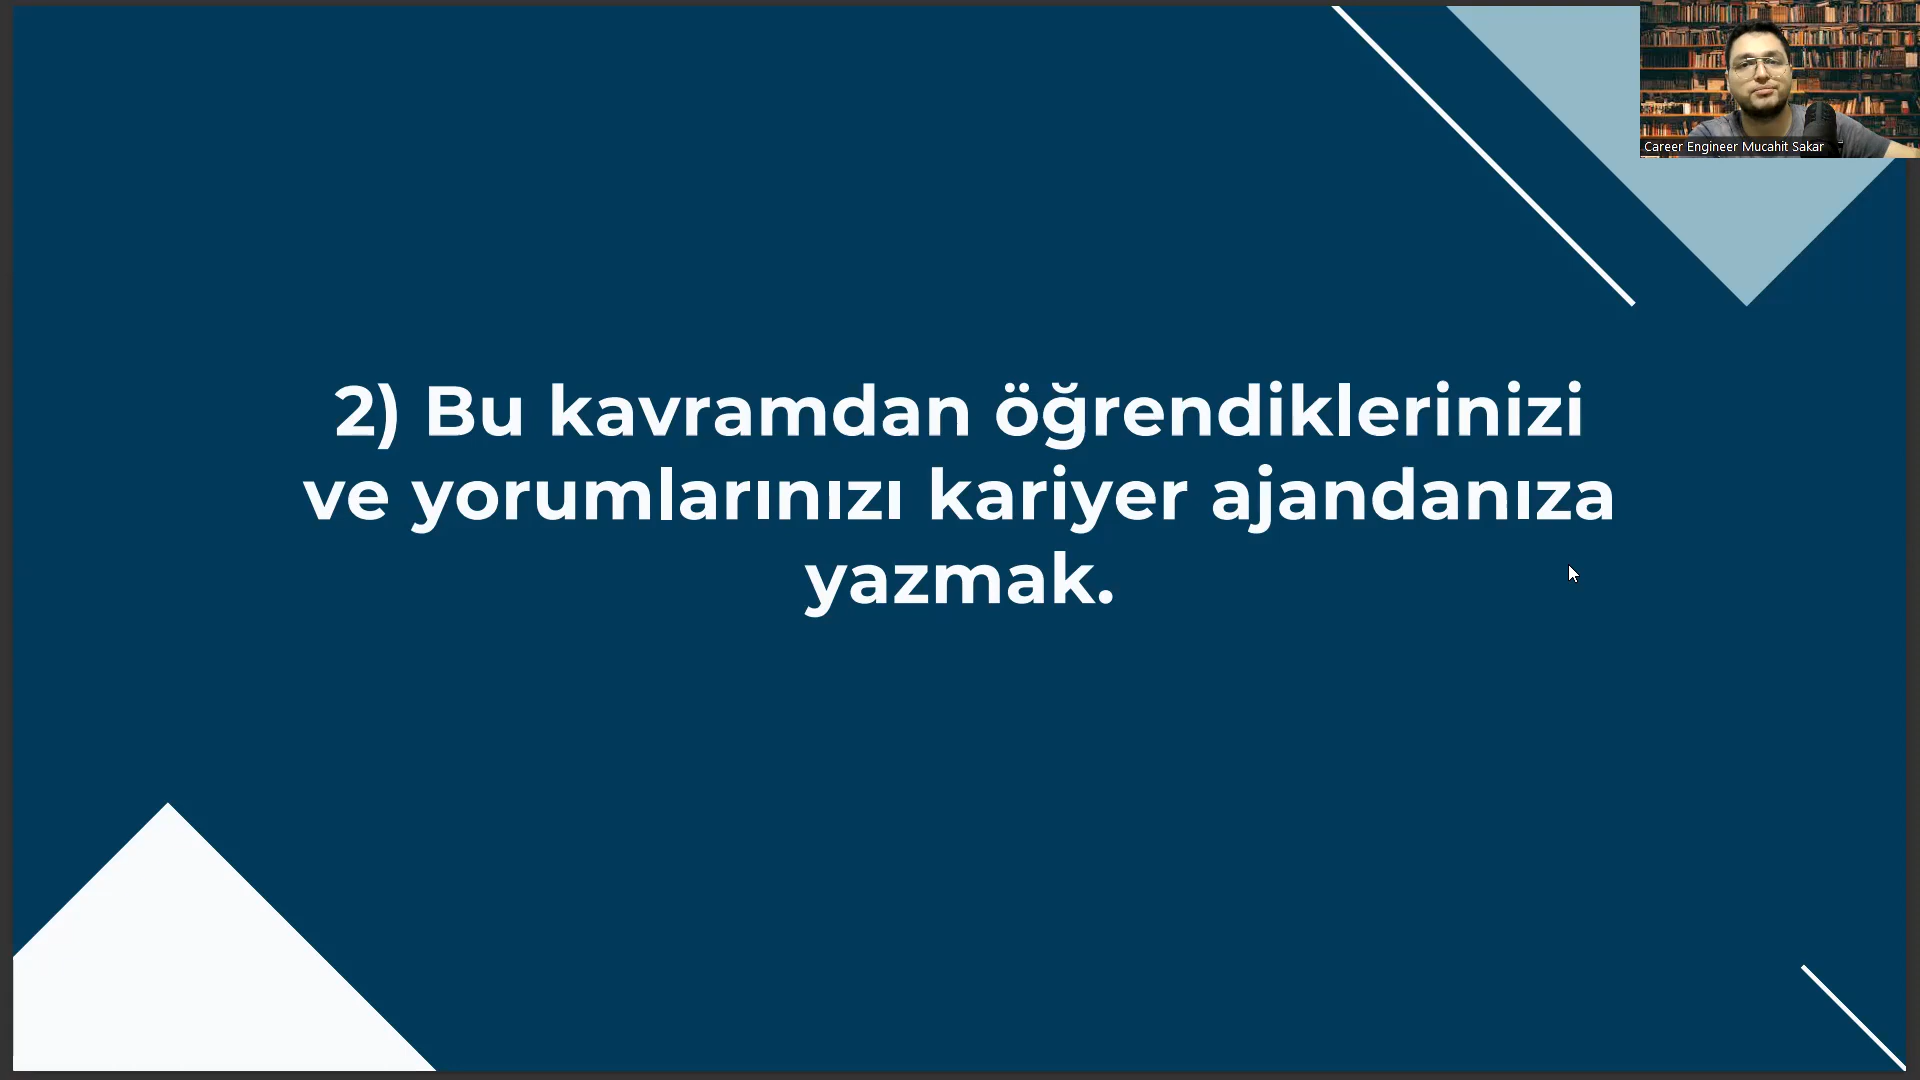 Career Engineer Mucahit Sakar
2) Bu kavramdan öğrendiklerinizi
ve yorumlarınızı kariyer ajandanıza
yazmak.